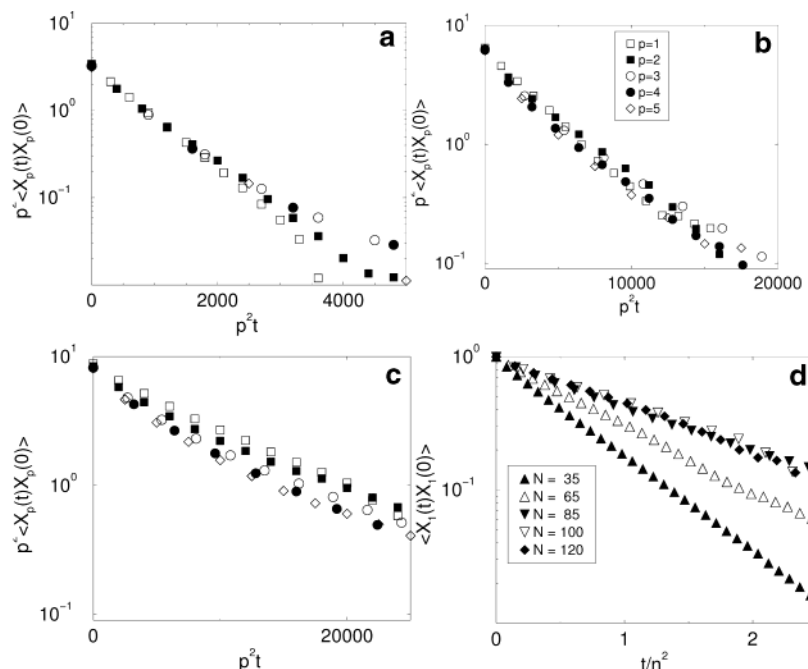 a
10¹
10⁰
10⁻¹
p²<Xₚ(t)Xₚ(0)>
0
2000
4000
p²t
b
□ p=1
■ p=2
○ p=3
● p=4
◇ p=5
10¹
10⁰
10⁻¹
p²<Xₚ(t)Xₚ(0)>
0
10000
20000
p²t
c
10¹
10⁰
10⁻¹
p²<Xₚ(t)Xₚ(0)>
0
20000
p²t
d
10⁰
10⁻¹
<X₁(t)X₁(0)>
▲ N = 35
△ N = 65
▼ N = 85
▽ N = 100
◆ N = 120
0
1
2
t/n²